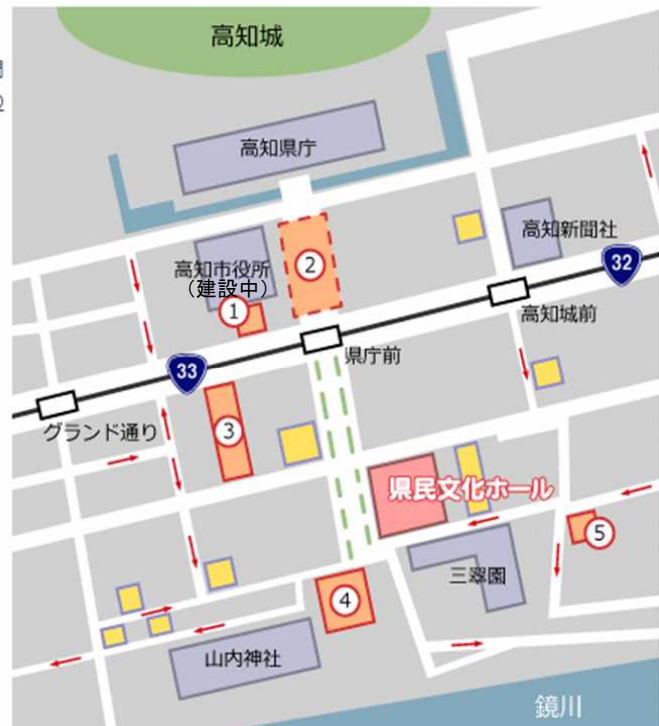 高知城
高知県庁
高知市役所
（建設中）
②
①
高知新聞社
32
高知城前
県庁前
33
グランド通り
③
県民文化ホール
⑤
三翠園
④
山内神社
鏡川